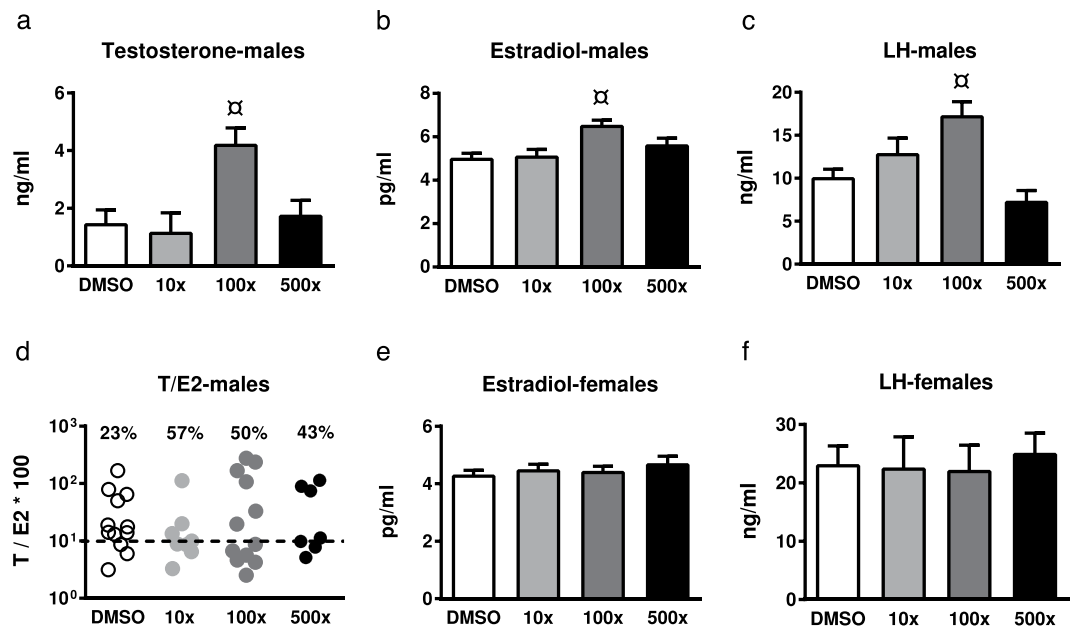 a
Testosterone-males
¤
6
4
2
0
ng/ml
DMSO 10x 100x 500x
b
Estradiol-males
¤
8
6
4
2
0
pg/ml
DMSO 10x 100x 500x
c
LH-males
¤
20
15
10
5
0
ng/ml
DMSO 10x 100x 500x
d
T/E2-males
10³
10²
10¹
10⁰
T / E2 * 100
23% 57% 50% 43%
DMSO 10x 100x 500x
e
Estradiol-females
6
4
2
0
pg/ml
DMSO 10x 100x 500x
f
LH-females
30
20
10
0
ng/ml
DMSO 10x 100x 500x